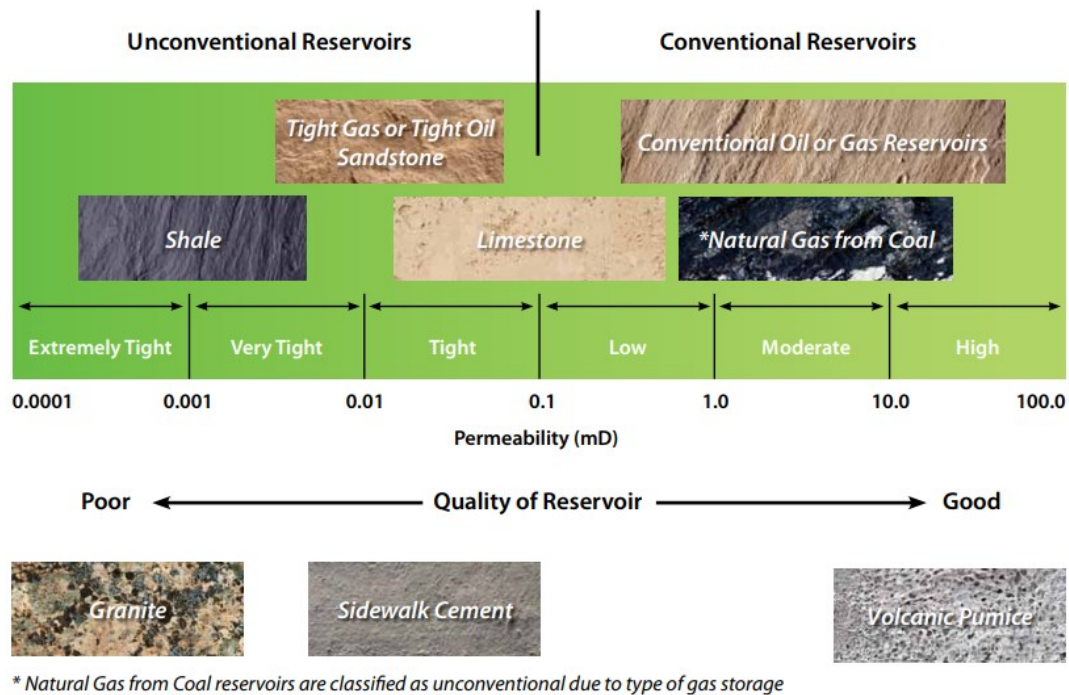 Unconventional Reservoirs
Conventional Reservoirs
Tight Gas or Tight Oil
Sandstone
Conventional Oil or Gas Reservoirs
Shale
Limestone
*Natural Gas from Coal
Extremely Tight
Very Tight
Tight
Low
Moderate
High
0.0001
0.001
0.01
0.1
1.0
10.0
100.0
Permeability (mD)
Poor
Quality of Reservoir
Good
Granite
Sidewalk Cement
Volcanic Pumice
* Natural Gas from Coal reservoirs are classified as unconventional due to type of gas storage